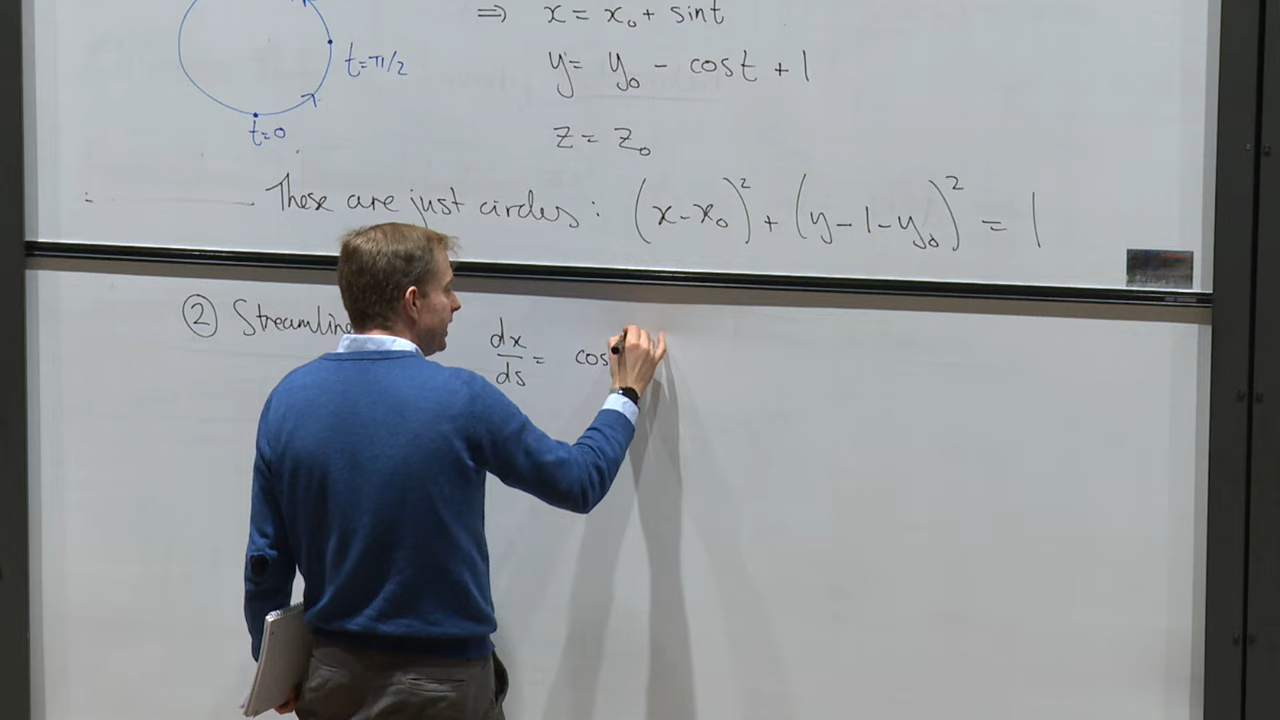 ⇒ x = x₀ + sint
t=π/2
y = y₀ - cost + 1
t=0
z = z₀
These are just circles: (x-x₀)² + (y-1-y₀)² = 1
② Streamline
dx/ds = cos